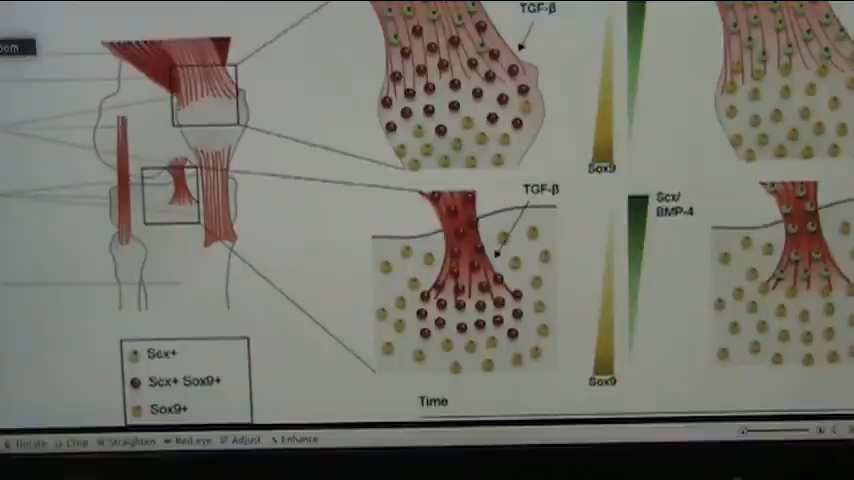 oom
TGF-β
Sox9
TGF-β
Scx/
BMP-4
Sox9
Scx+
Scx+ Sox9+
Sox9+
Time
Rotate Crop Straighten Red eye Adjust Enhance